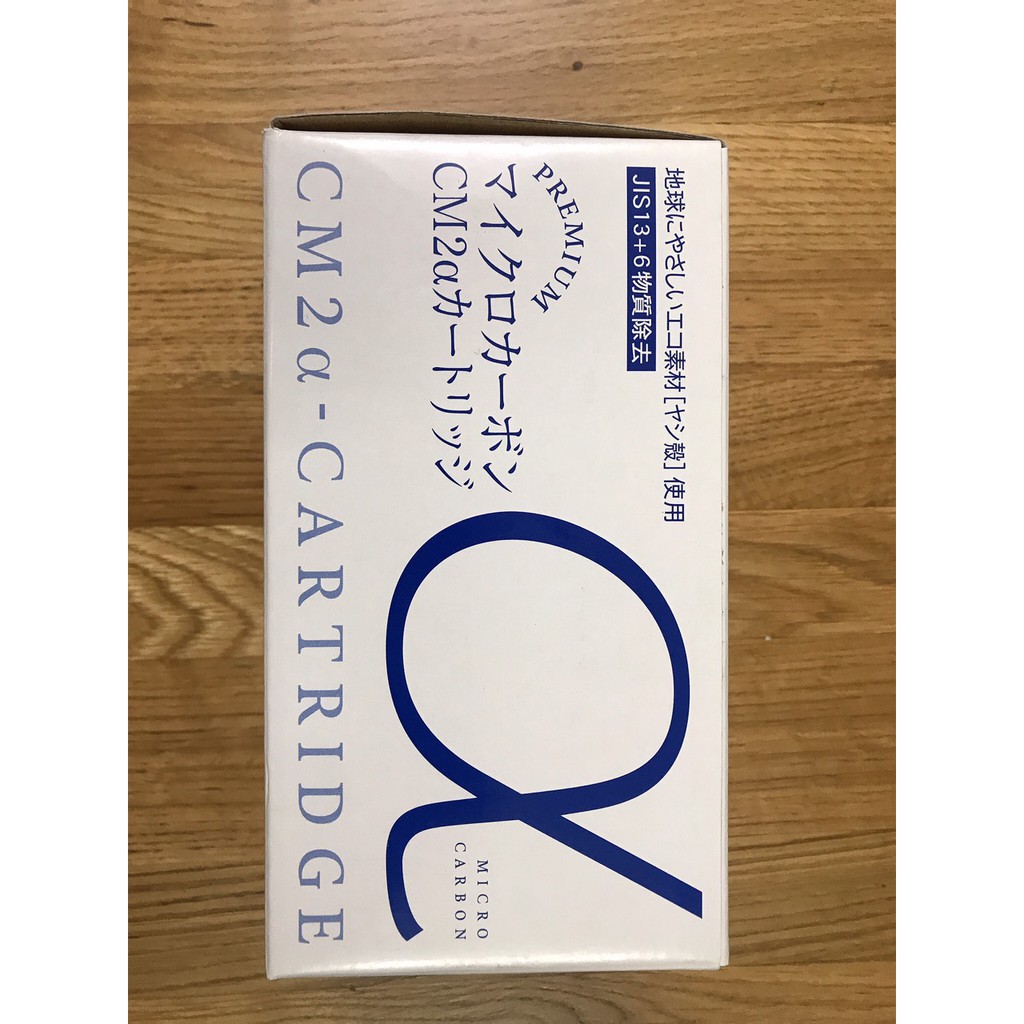 地球にやさしいエコ素材[ヤシ殻]使用
JIS13+6物質除去
PREMIUM
マイクロカーボン
CM2αカートリッジ
α
MICRO
CARBON
CM2α-CARTRIDGE